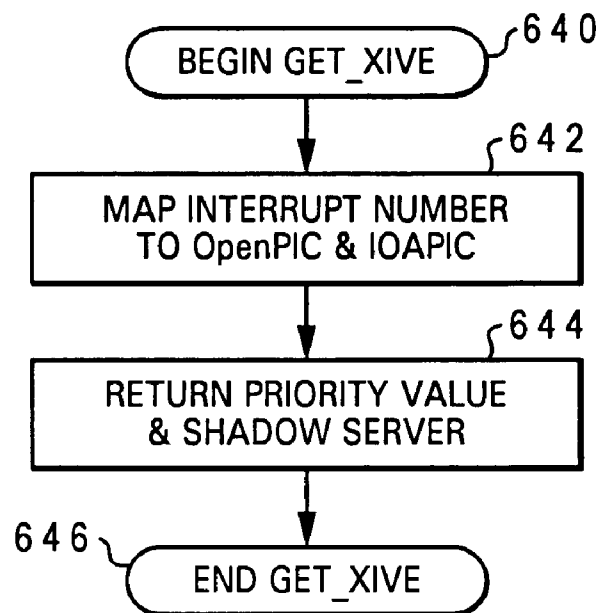 640
BEGIN GET_XIVE
642
MAP INTERRUPT NUMBER
TO OpenPIC & IOAPIC
644
RETURN PRIORITY VALUE
& SHADOW SERVER
646
END GET_XIVE